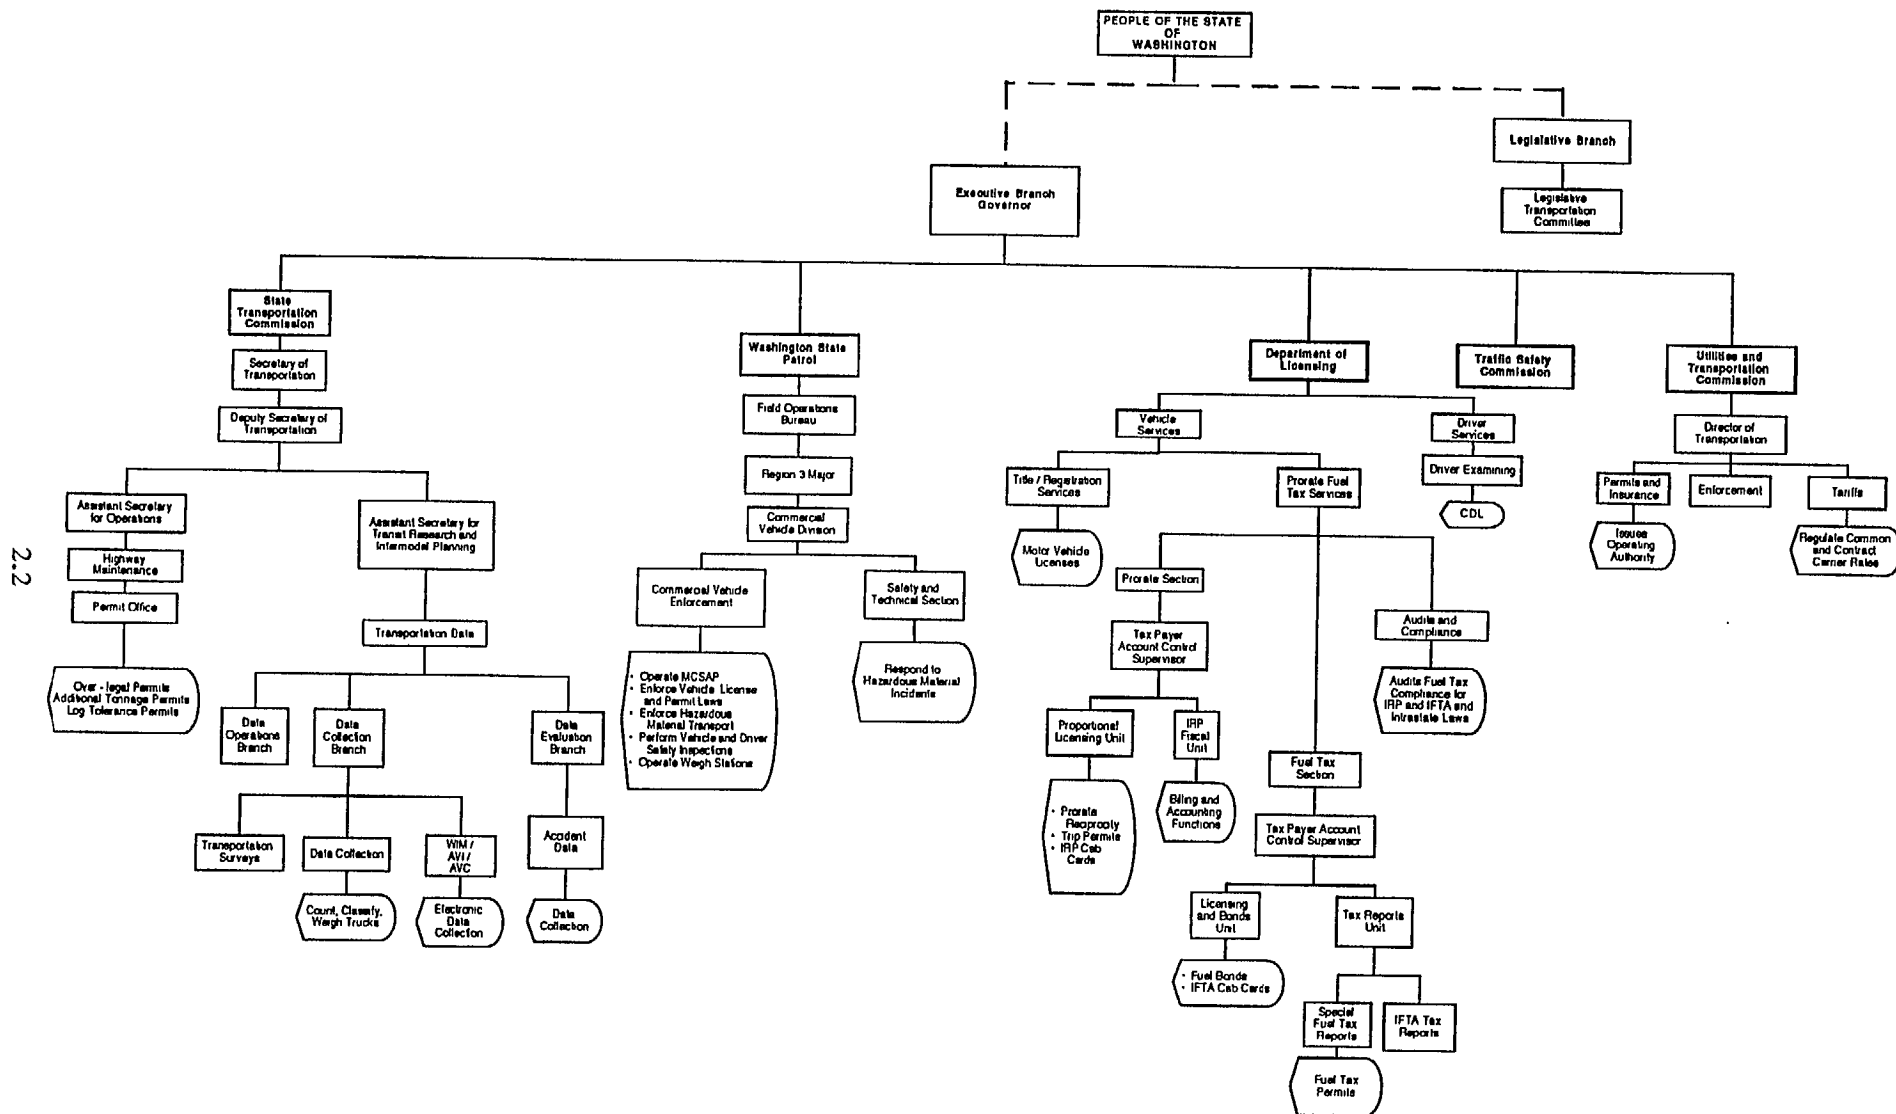 PEOPLE OF THE STATE
OF
WASHINGTON
Legislative Branch
Executive Branch
Governor
Legislative
Transportation
Committee
State
Transportation
Commission
Washington State
Patrol
Department of
Licensing
Traffic Safety
Commission
Utilities and
Transportation
Commission
Secretary of
Transportation
Field Operations
Bureau
Vehicle
Services
Driver
Services
Director of
Transportation
Deputy Secretary of
Transportation
Region 3 Major
Title / Registration
Services
Prorate Fuel
Tax Services
Driver Examining
Permits and
Insurance
Enforcement
Tariffs
Assistant Secretary
for Operations
Assistant Secretary for
Transit Research and
Intermodel Planning
Commercial
Vehicle Division
CDL
Motor Vehicle
Licenses
Issues
Operating
Authority
Regulate Common
and Contract
Carrier Rates
Highway
Maintenance
Commercial Vehicle
Enforcement
Safety and
Technical Section
Prorate Section
Permit Office
Transportation Data
Tax Payer
Account Control
Supervisor
Audits and
Compliance
Over - legal Permits
Additional Tonnage Permits
Log Tolerance Permits
• Operate MCSAP
• Enforce Vehicle License
and Permit Laws
• Enforce Hazardous
Material Transport
• Perform Vehicle and Driver
Safety Inspections
• Operate Weigh Stations
Respond to
Hazardous Material
Incidents
Audits Fuel Tax
Compliance for
IRP and IFTA and
Intrastate Laws
Data
Operations
Branch
Data
Collection
Branch
Data
Evaluation
Branch
Proportional
Licensing Unit
IRP
Fiscal
Unit
Fuel Tax
Section
• Prorate
Reciprocity
• Trip Permits
• IRP Cab
Cards
Billing and
Accounting
Functions
Transportation
Surveys
Data Collection
WIM /
AVI /
AVC
Accident
Data
Tax Payer Account
Control Supervisor
Count, Classify,
Weigh Trucks
Electronic
Data
Collection
Data
Collection
Licensing
and Bonds
Unit
Tax Reports
Unit
• Fuel Bonds
• IFTA Cab Cards
Special
Fuel Tax
Reports
IFTA Tax
Reports
Fuel Tax
Permits
2.2